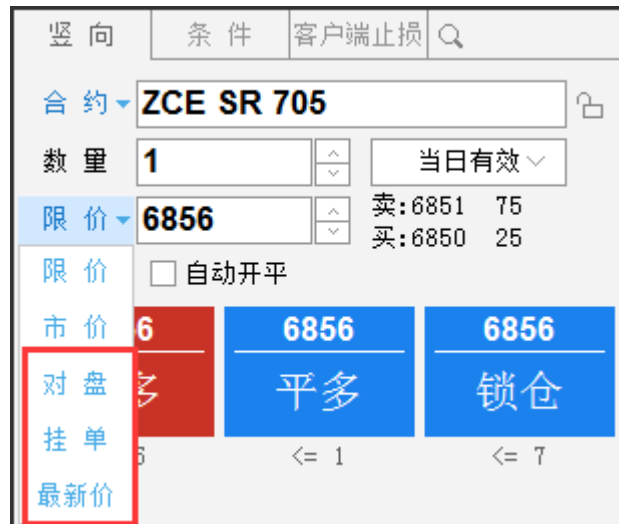 竖 向 条 件 客户端止损
合 约 ZCE SR 705
数 量 1 当日有效
限 价 6856 卖:6851 75
买:6850 25
限 价 自动开平
市 价 6 6856 6856
对 盘 平多 锁仓
挂 单 <= 1 <= 7
最新价